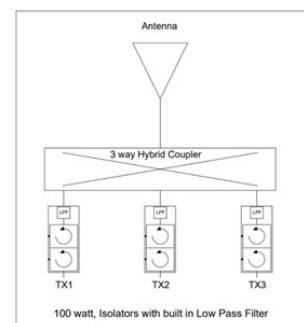 Antenna
3 way Hybrid Coupler
LPF LPF LPF
TX1 TX2 TX3
100 watt, Isolators with built in Low Pass Filter